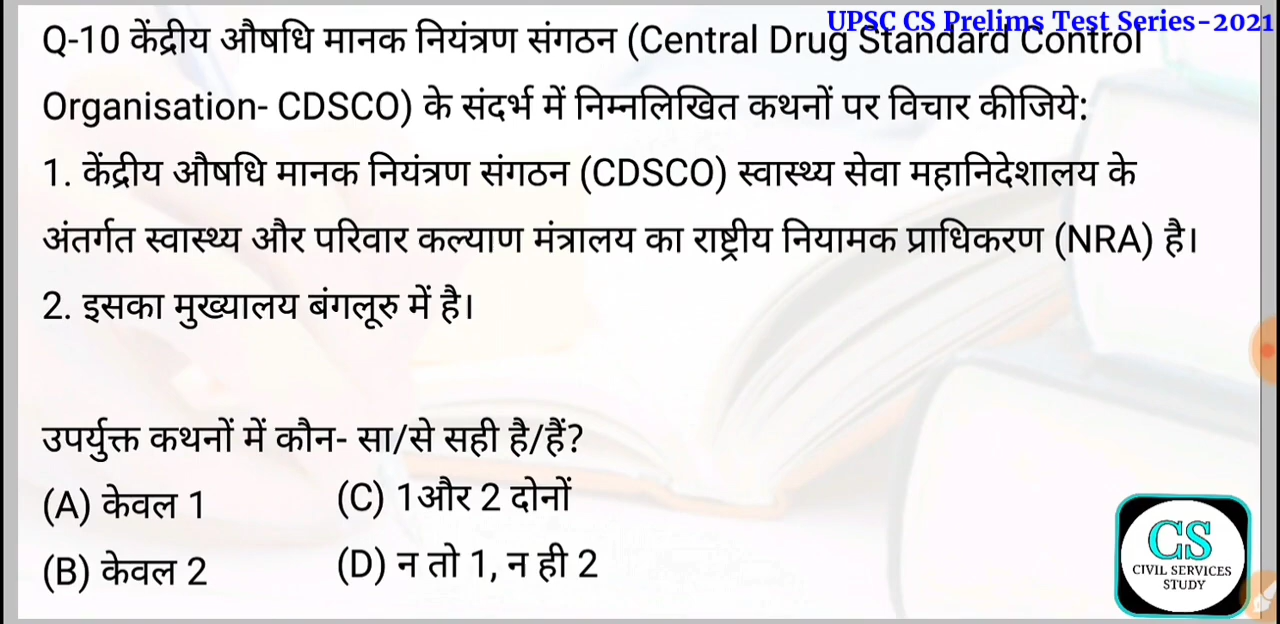 UPSC CS Prelims Test Series-2021
Q-10 केंद्रीय औषधि मानक नियंत्रण संगठन (Central Drug Standard Control
Organisation- CDSCO) के संदर्भ में निम्नलिखित कथनों पर विचार कीजिये:
1. केंद्रीय औषधि मानक नियंत्रण संगठन (CDSCO) स्वास्थ्य सेवा महानिदेशालय के
अंतर्गत स्वास्थ्य और परिवार कल्याण मंत्रालय का राष्ट्रीय नियामक प्राधिकरण (NRA) है।
2. इसका मुख्यालय बंगलूरु में है।
उपर्युक्त कथनों में कौन- सा/से सही है/हैं?
(A) केवल 1
(C) 1और 2 दोनों
(B) केवल 2
(D) न तो 1, न ही 2
CS
CIVIL SERVICES
STUDY